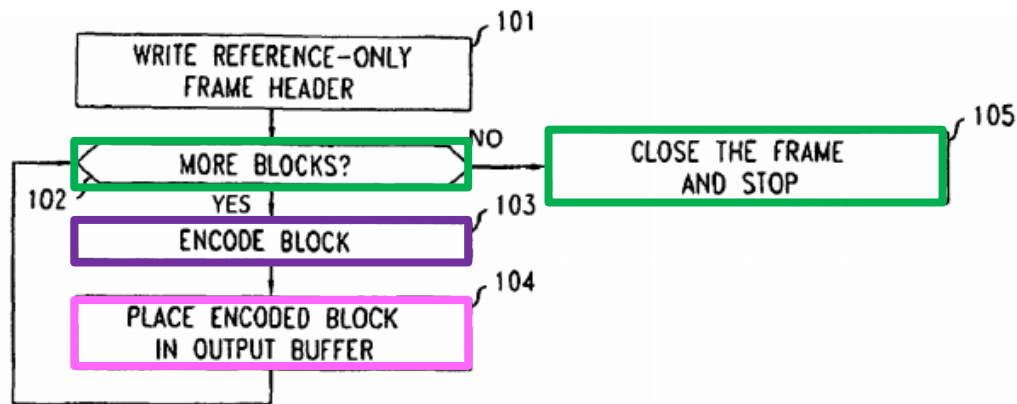 101
WRITE REFERENCE-ONLY
FRAME HEADER
MORE BLOCKS?
102
NO
YES
105
CLOSE THE FRAME
AND STOP
103
ENCODE BLOCK
104
PLACE ENCODED BLOCK
IN OUTPUT BUFFER